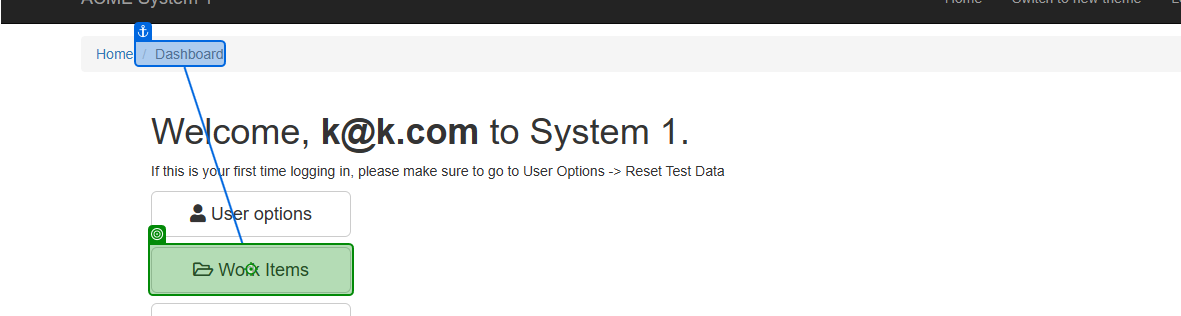 ACME System 1
Home Switch to new theme
Home / Dashboard
Welcome, k@k.com to System 1.
If this is your first time logging in, please make sure to go to User Options -> Reset Test Data
User options
Work Items